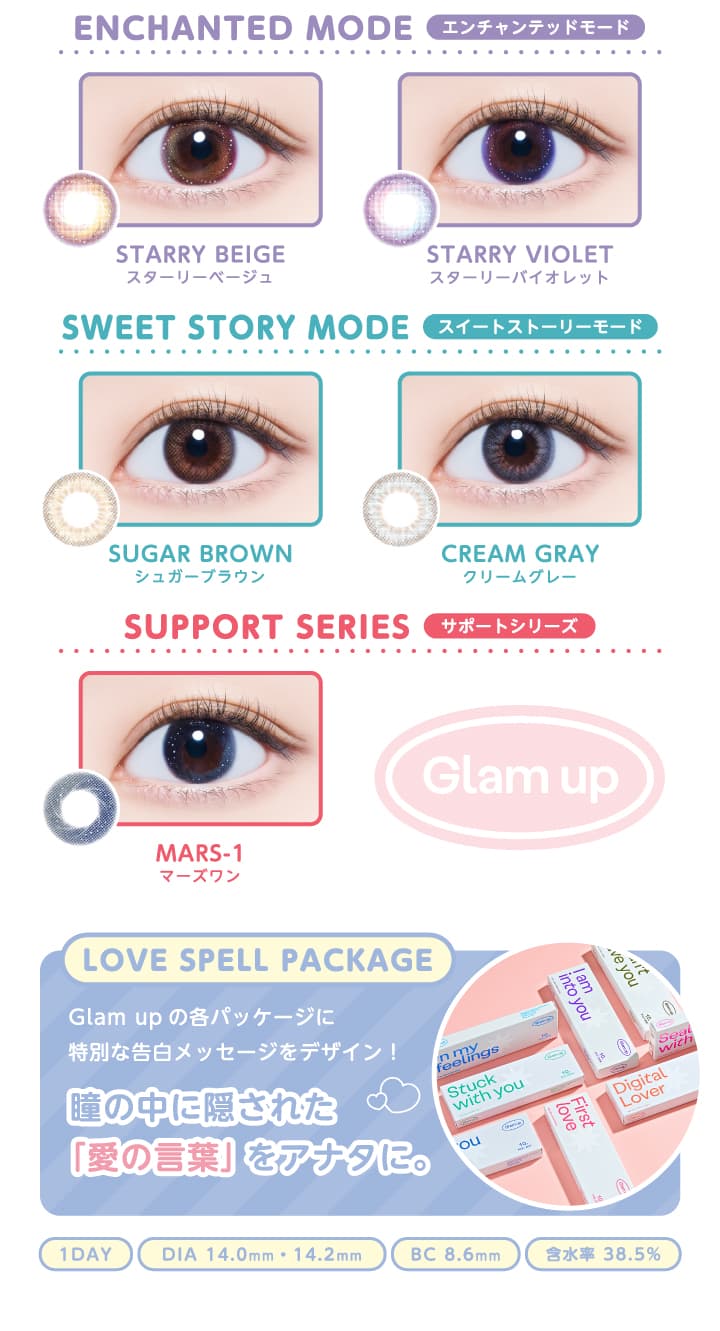 ENCHANTED MODE エンチャンテッドモード
STARRY BEIGE
スターリーベージュ
STARRY VIOLET
スターリーバイオレット
SWEET STORY MODE スイートストーリーモード
SUGAR BROWN
シュガーブラウン
CREAM GRAY
クリームグレー
SUPPORT SERIES サポートシリーズ
MARS-1
マーズワン
Glam up
LOVE SPELL PACKAGE
Glam up の各パッケージに
特別な告白メッセージをデザイン！
瞳の中に隠された
「愛の言葉」をアナタに。
I am
into you
ve you
n my
feelings
Stuck
with you
First
love
Digital
Lover
with
1DAY
DIA 14.0mm・14.2mm
BC 8.6mm
含水率 38.5%